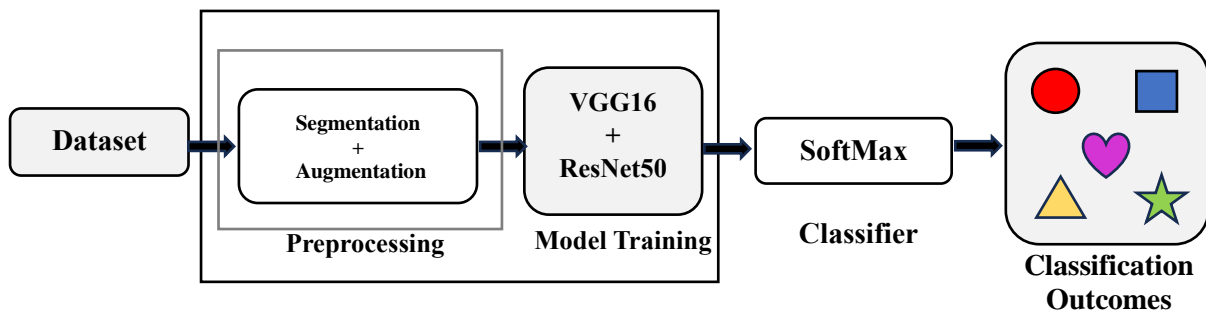 Dataset
Segmentation
+
Augmentation
Preprocessing
VGG16
+
ResNet50
Model Training
SoftMax
Classifier
Classification
Outcomes